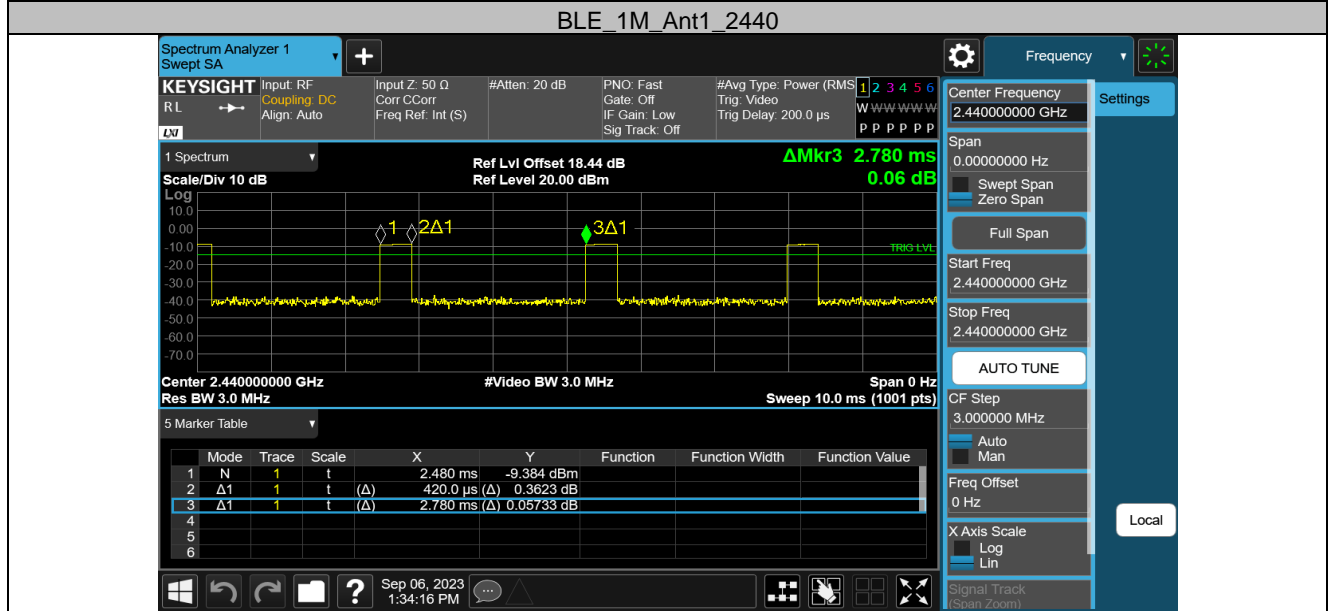 BLE_1M_Ant1_2440
Spectrum Analyzer 1
Swept SA
Frequency
KEYSIGHT
RL
LXI
Input: RF
Coupling: DC
Align: Auto
Input Z: 50 Ω
Corr CCorr
Freq Ref: Int (S)
#Atten: 20 dB
PNO: Fast
Gate: Off
IF Gain: Low
Sig Track: Off
#Avg Type: Power (RMS
Trig: Video
Trig Delay: 200.0 µs
1 2 3 4 5 6
W W W W W W
P P P P P P
1 Spectrum
Scale/Div 10 dB
Ref Lvl Offset 18.44 dB
Ref Level 20.00 dBm
ΔMkr3 2.780 ms
0.06 dB
Log
10.0
0.00
-10.0
-20.0
-30.0
-40.0
-50.0
-60.0
-70.0
1
2Δ1
3Δ1
TRIG LVL
Center 2.440000000 GHz
#Video BW 3.0 MHz
Span 0 Hz
Res BW 3.0 MHz
Sweep 10.0 ms (1001 pts)
5 Marker Table
Mode Trace Scale X Y Function Function Width Function Value
1 N 1 t 2.480 ms -9.384 dBm
2 Δ1 1 t (Δ) 420.0 µs (Δ) 0.3623 dB
3 Δ1 1 t (Δ) 2.780 ms (Δ) 0.05733 dB
4
5
6
Sep 06, 2023
1:34:16 PM
Center Frequency
2.440000000 GHz
Settings
Span
0.00000000 Hz
Swept Span
Zero Span
Full Span
Start Freq
2.440000000 GHz
Stop Freq
2.440000000 GHz
AUTO TUNE
CF Step
3.000000 MHz
Auto
Man
Freq Offset
0 Hz
Local
X Axis Scale
Log
Lin
Signal Track
(Span Zoom)